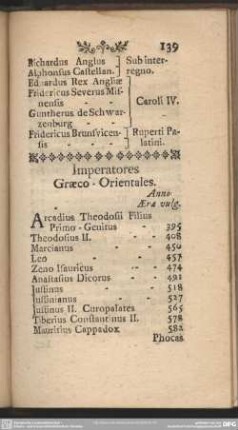 139
Richardus Anglus ] Sub inter-
Alphonsus Castellan. ] regno.
Eduardus Rex Angliæ
Fridericus Severus Mis-
nensis - - Caroli IV.
Guntherus de Schwar-
zenburg -
Fridericus Brunsvicen- Ruperti Pa-
sis - - - - latini.
Imperatores
Græco-Orientales.
Anno
Æræ vulg.
Arcadius Theodosii Filius
Primo-Genitus - - 395
Theodosius II. - - 408
Marcianus - - 450
Leo - - 457
Zeno Isauricus - - 474
Anastasius Dicorus - - 491
Justinus - - 518
Justinianus - - 527
Justinus II. Curopalates 565
Tiberius Constantinus II. 578
Mauritius Cappadox 582
Phocas